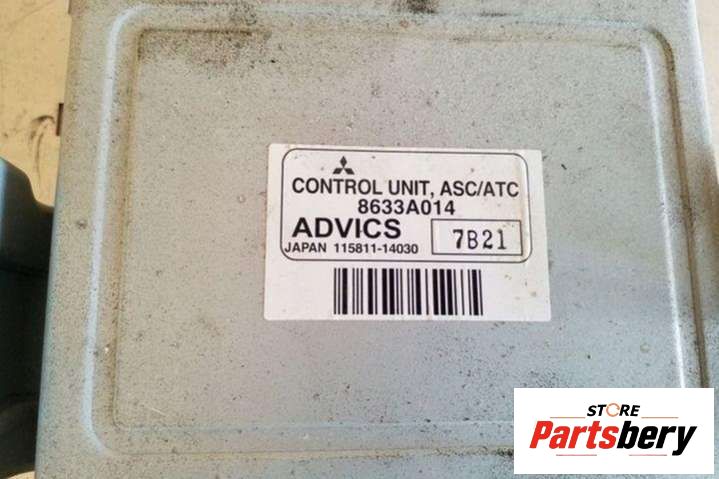 CONTROL UNIT, ASC/ATC
8633A014
ADVICS 7B21
JAPAN 115811-14030
STORE
Partsbery